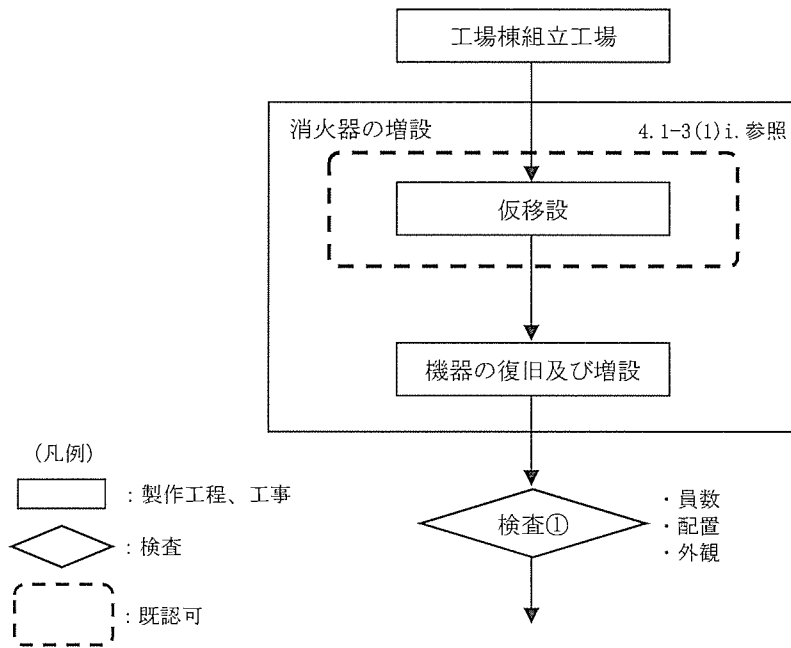 工場棟組立工場
消火器の増設
4.1-3(1)i.参照
仮移設
機器の復旧及び増設
検査①
・員数
・配置
・外観
(凡例)
：製作工程、工事
：検査
：既認可